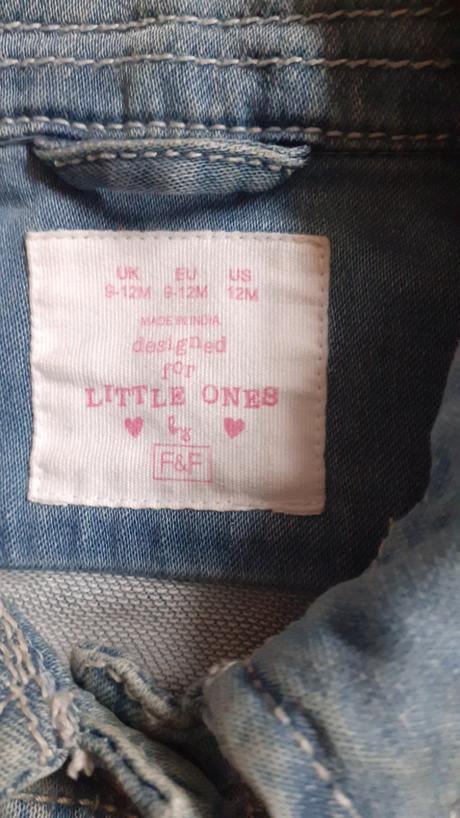 UK EU US
9-12M 9-12M 12M
MADE IN INDIA
designed
for
LITTLE ONES
by
F&F